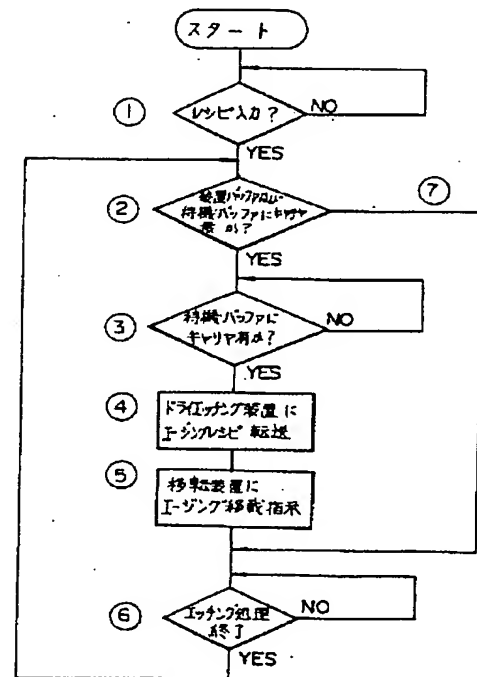 スタート
① レシピ入力? NO
YES
⑦
② 装置バッファ及び
待機バッファにキャリヤ
無か?
YES
③ 待機バッファに
キャリヤ有か? NO
YES
④ ドライエッチング装置に
エージングレシピ転送
⑤ 移載装置に
エージング移載指示
⑥ エッチング処理
終了 NO
YES